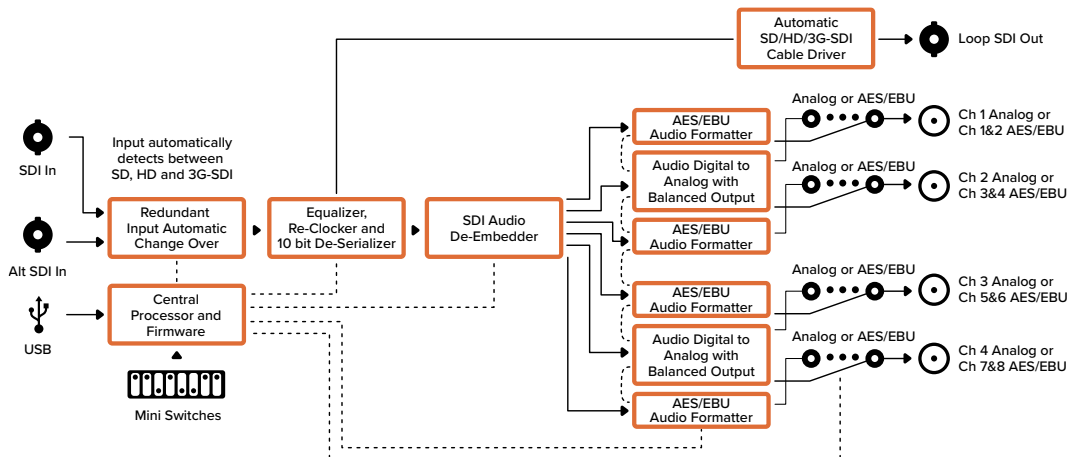 Automatic
SD/HD/3G-SDI
Cable Driver
Loop SDI Out
SDI In
Input automatically
detects between
SD, HD and 3G-SDI
Alt SDI In
Redundant
Input Automatic
Change Over
Equalizer,
Re-Clocker and
10 bit De-Serializer
SDI Audio
De-Embedder
USB
Central
Processor and
Firmware
Mini Switches
AES/EBU
Audio Formatter
Audio Digital to
Analog with
Balanced Output
AES/EBU
Audio Formatter
AES/EBU
Audio Formatter
Audio Digital to
Analog with
Balanced Output
AES/EBU
Audio Formatter
Analog or AES/EBU
Ch 1 Analog or
Ch 1&2 AES/EBU
Analog or AES/EBU
Ch 2 Analog or
Ch 3&4 AES/EBU
Analog or AES/EBU
Ch 3 Analog or
Ch 5&6 AES/EBU
Analog or AES/EBU
Ch 4 Analog or
Ch 7&8 AES/EBU